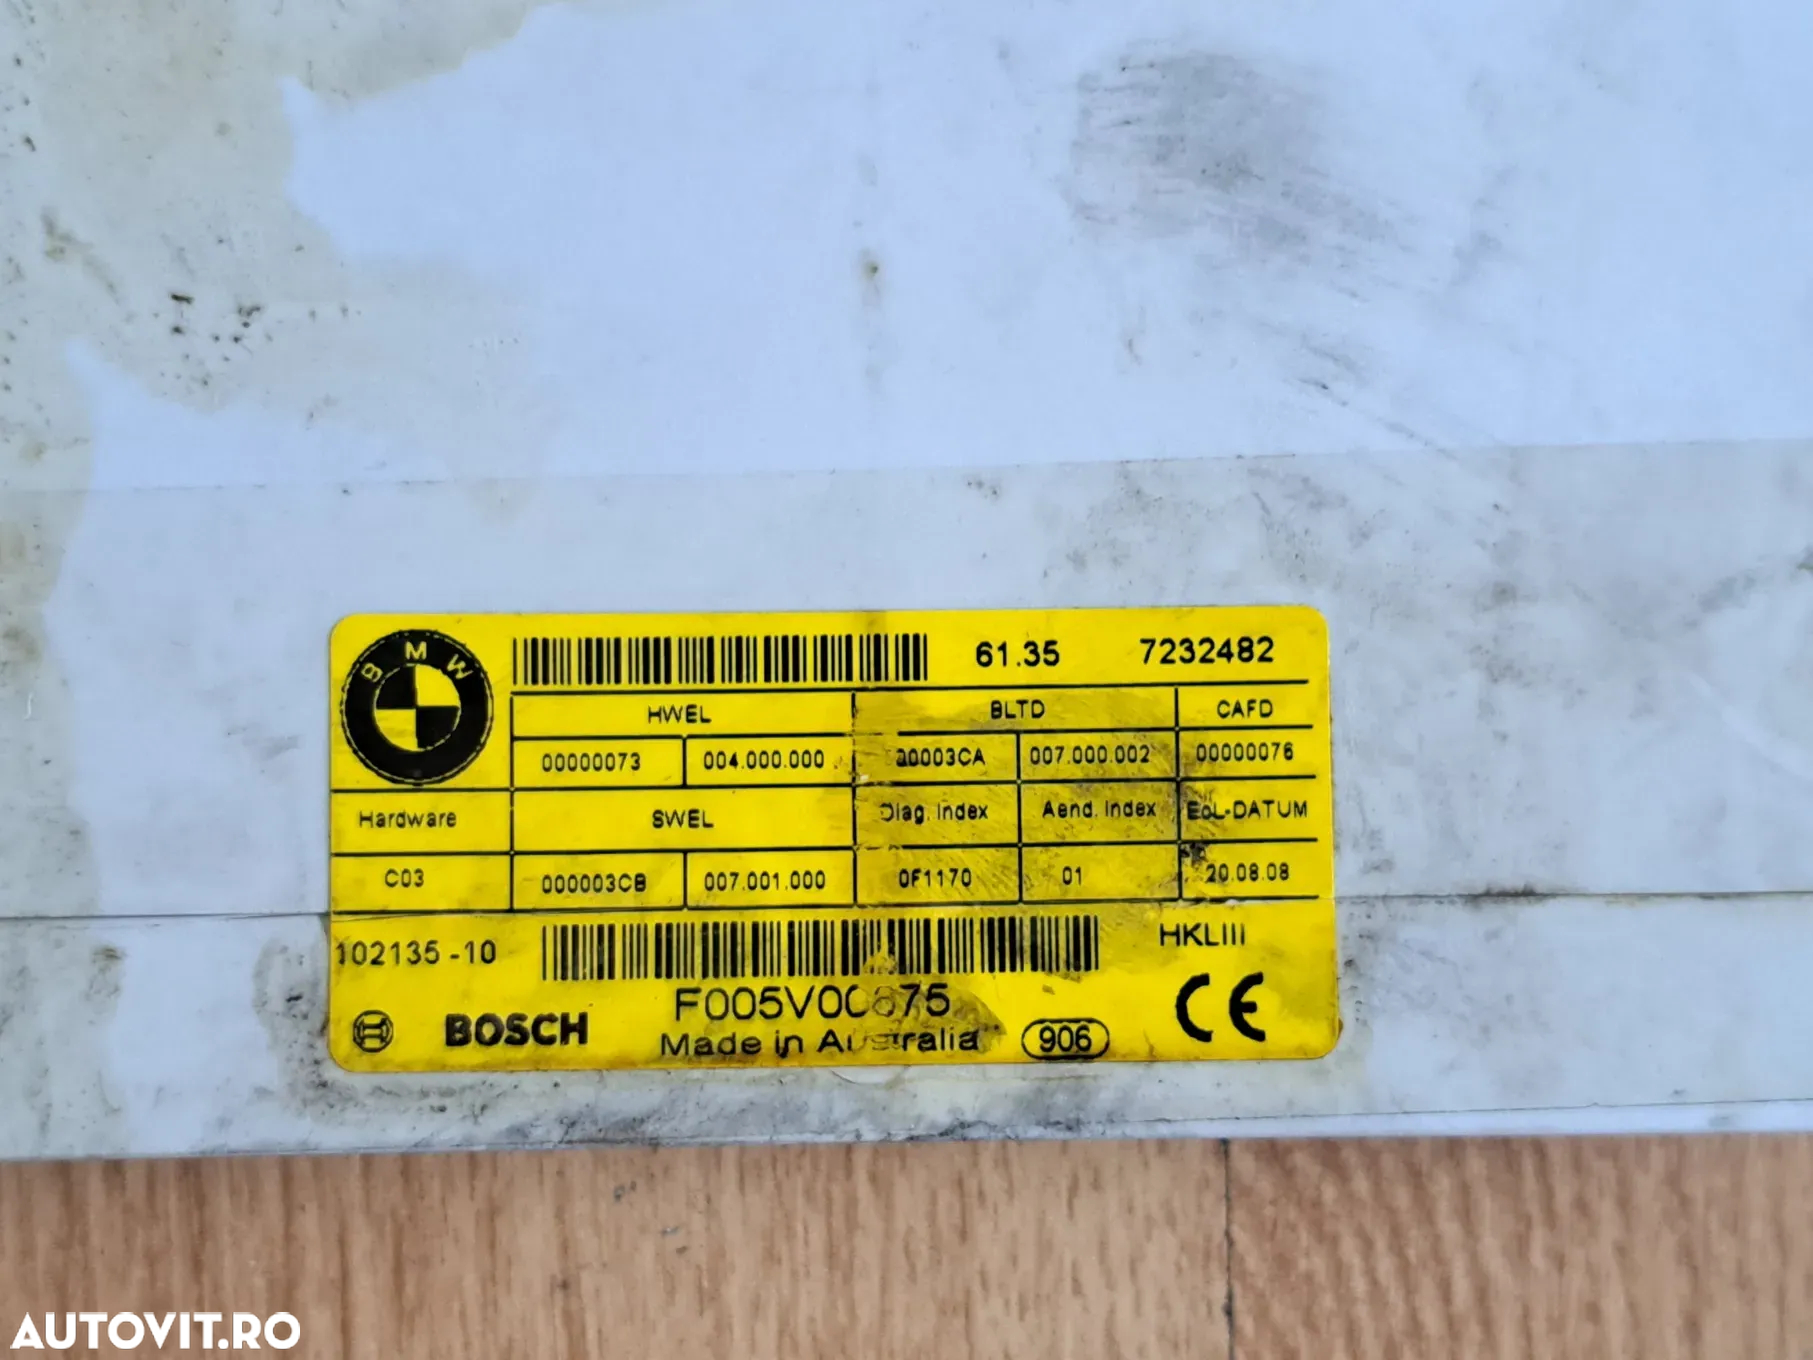 BMW
61.35 7232482
HWEL BLTD CAFD
00000073 004.000.000 00003CA 007.000.002 00000076
Hardware SWEL Diag. Index Aend. Index EoL-DATUM
C03 000003CB 007.001.000 0F1170 01 20.08.08
102135-10 HKLIII
F005V00675
BOSCH Made in Australia 906 CE
AUTOVIT.RO